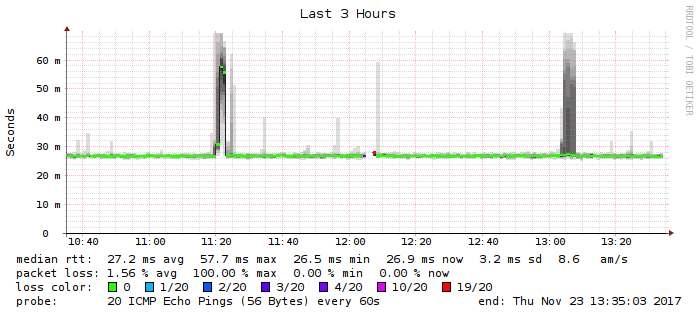 Last 3 Hours
RRDTOOL / TOBI OETIKER
Seconds
60 m
50 m
40 m
30 m
20 m
10 m
0
10:40 11:00 11:20 11:40 12:00 12:20 12:40 13:00 13:20
median rtt: 27.2 ms avg 57.7 ms max 26.5 ms min 26.9 ms now 3.2 ms sd 8.6 am/s
packet loss: 1.56 % avg 100.00 % max 0.00 % min 0.00 % now
loss color: 0 1/20 2/20 3/20 4/20 10/20 19/20
probe: 20 ICMP Echo Pings (56 Bytes) every 60s end: Thu Nov 23 13:35:03 2017